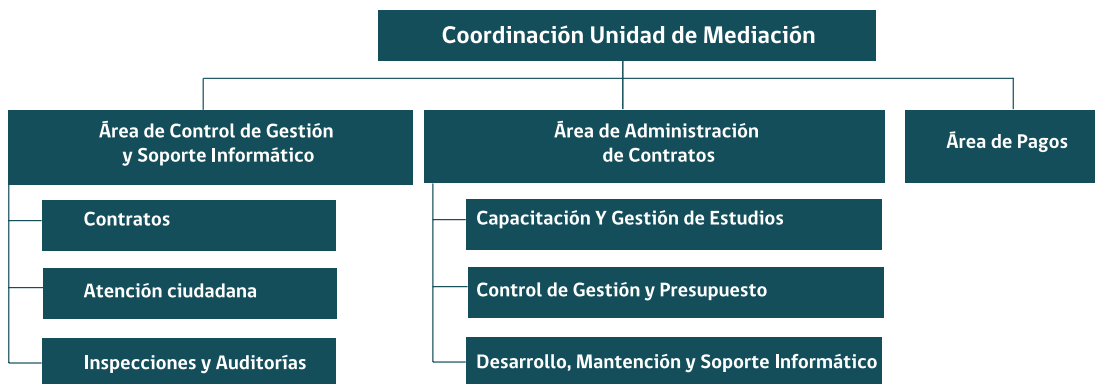 Coordinación Unidad de Mediación
Área de Control de Gestión
y Soporte Informático
Área de Administración
de Contratos
Área de Pagos
Contratos
Atención ciudadana
Inspecciones y Auditorías
Capacitación Y Gestión de Estudios
Control de Gestión y Presupuesto
Desarrollo, Mantención y Soporte Informático